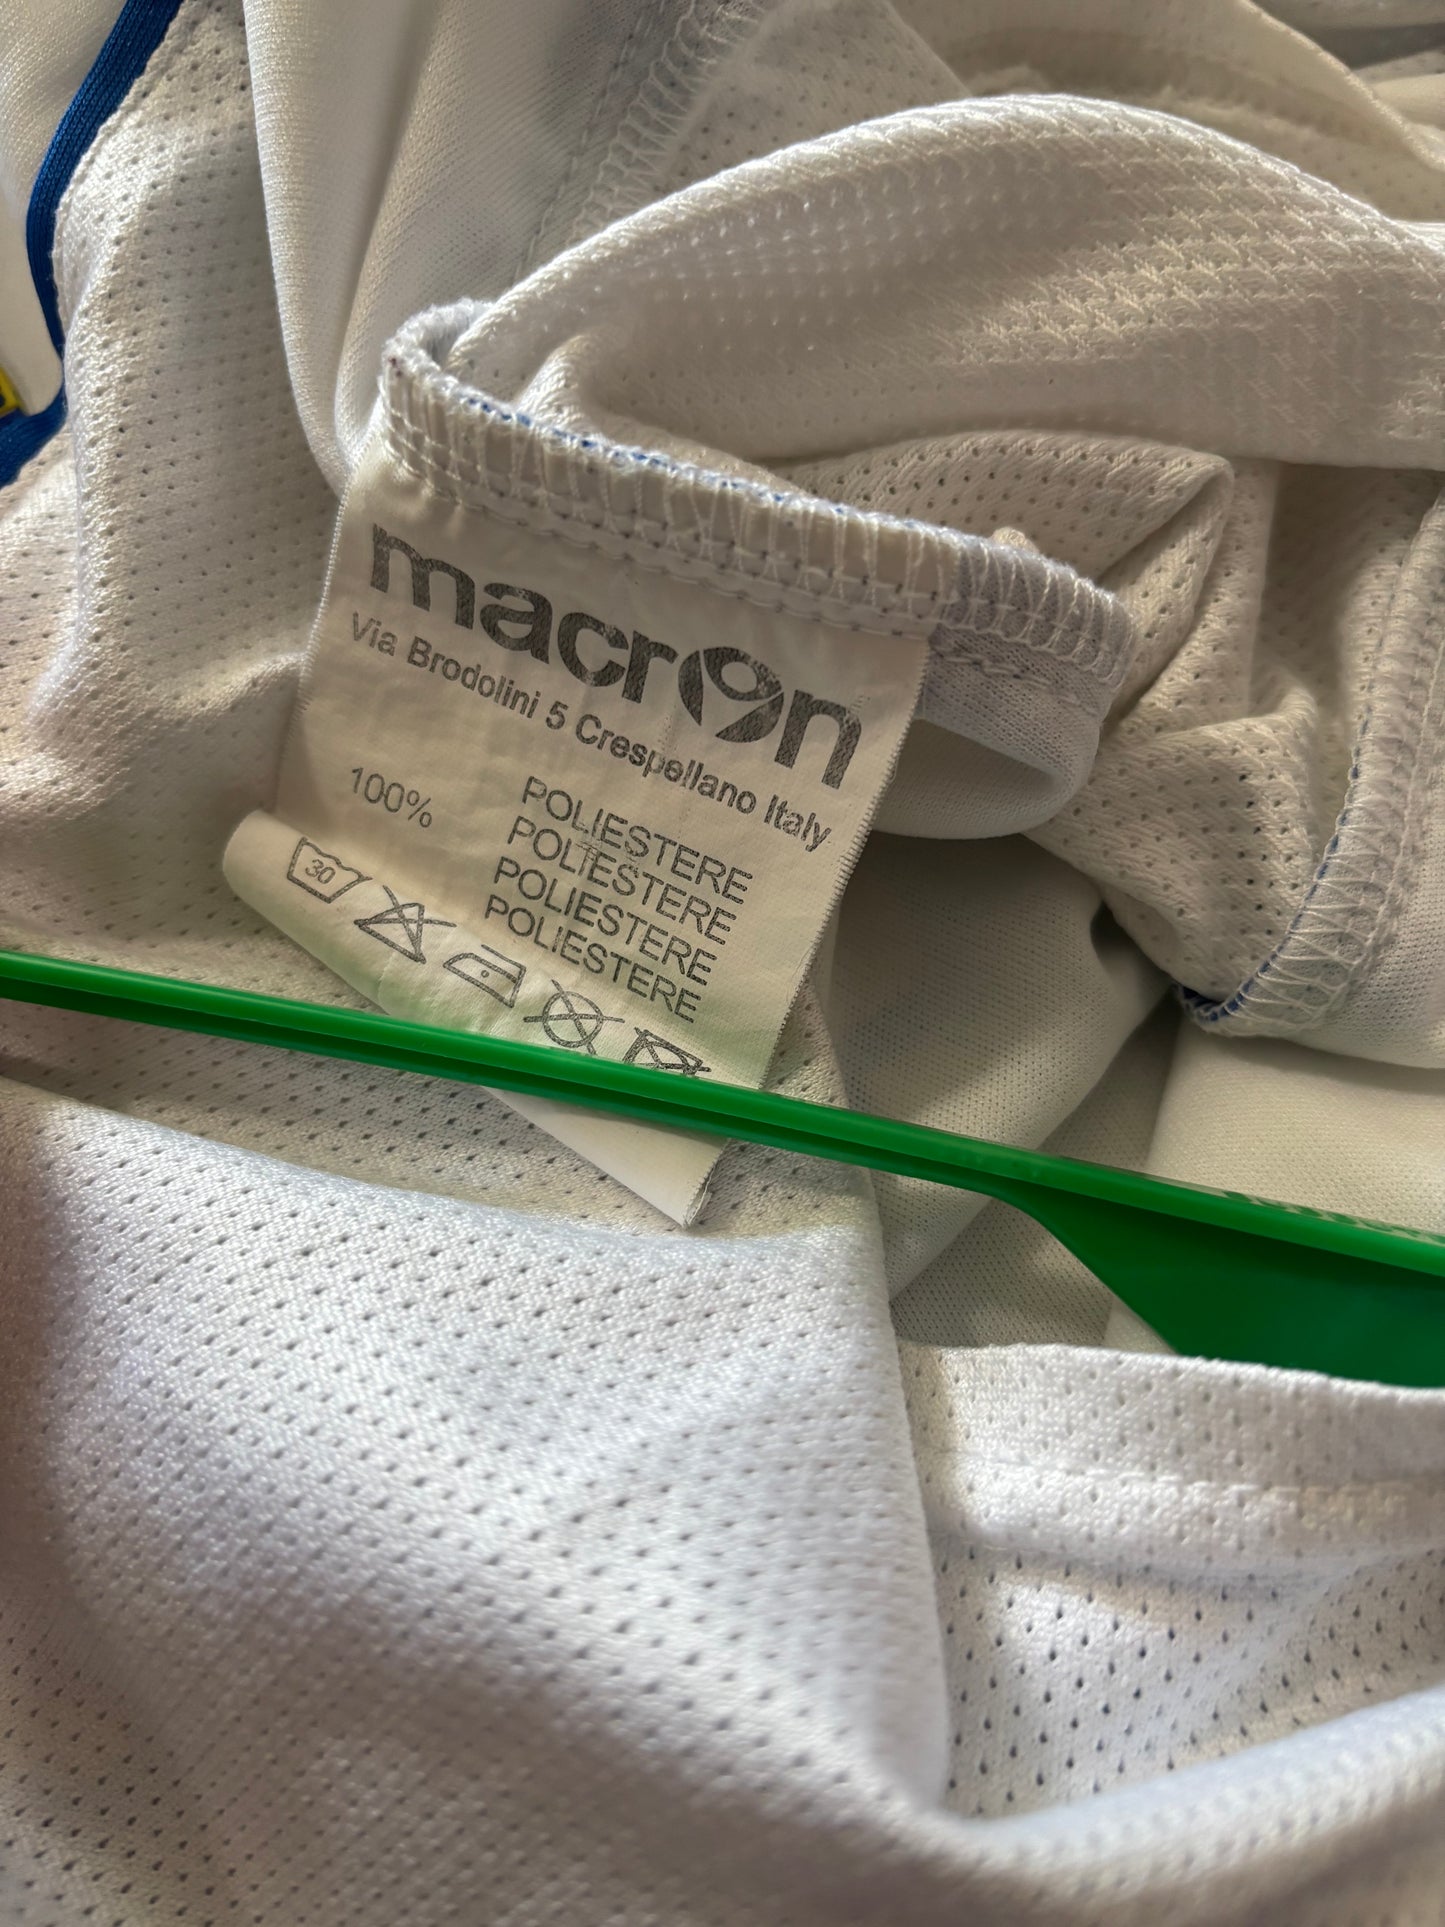 macron
Via Brodolini 5 Crespellano Italy
100% POLIESTERE
POLIESTERE
POLIESTERE
POLIESTERE
30